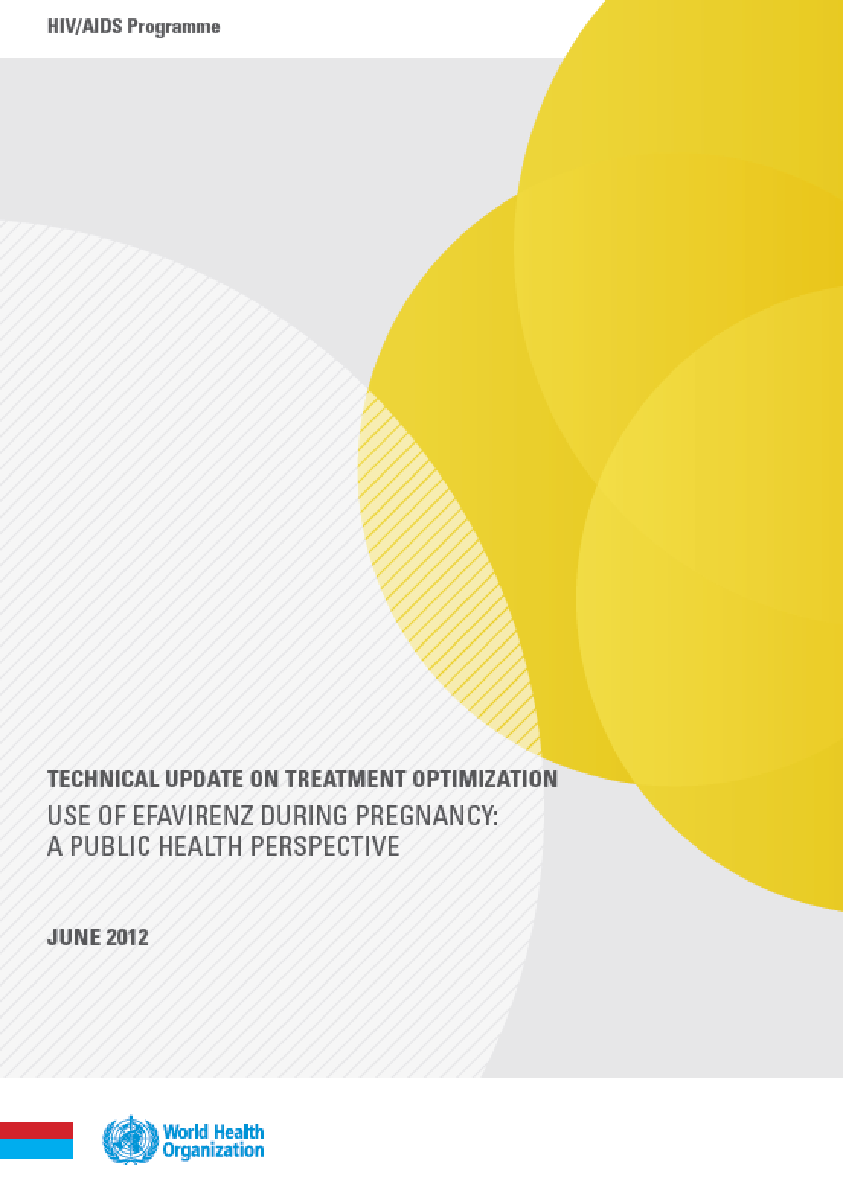 HIV/AIDS Programme
TECHNICAL UPDATE ON TREATMENT OPTIMIZATION
USE OF EFAVIRENZ DURING PREGNANCY:
A PUBLIC HEALTH PERSPECTIVE
JUNE 2012
World Health
Organization